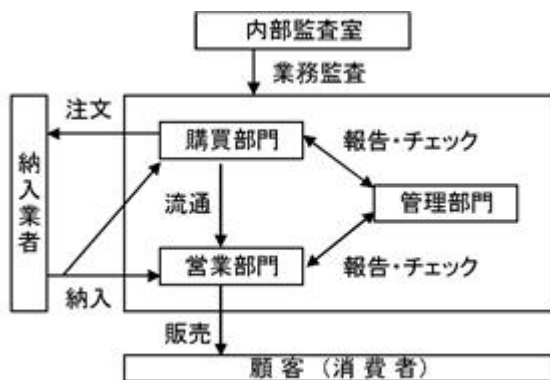 内部監査室
業務監査
注文
購買部門
報告・チェック
納入業者
流通
管理部門
営業部門
報告・チェック
納入
販売
顧客（消費者）